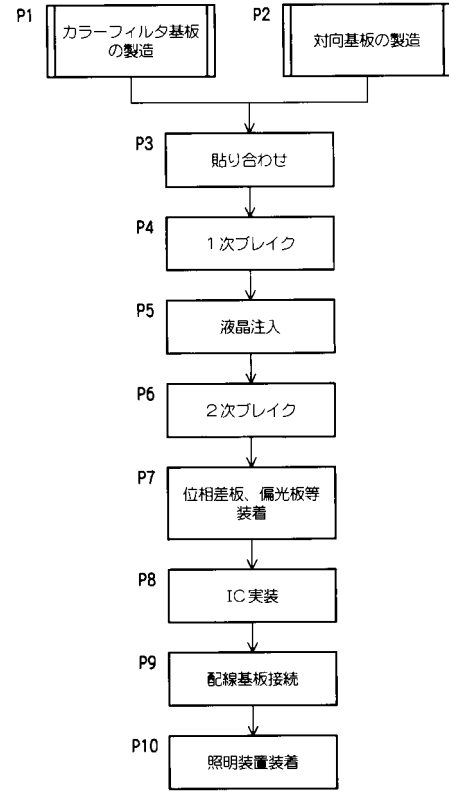 P1
カラーフィルタ基板
の製造
P2
対向基板の製造
P3
貼り合わせ
P4
1次ブレイク
P5
液晶注入
P6
2次ブレイク
P7
位相差板、偏光板等
装着
P8
IC実装
P9
配線基板接続
P10
照明装置装着